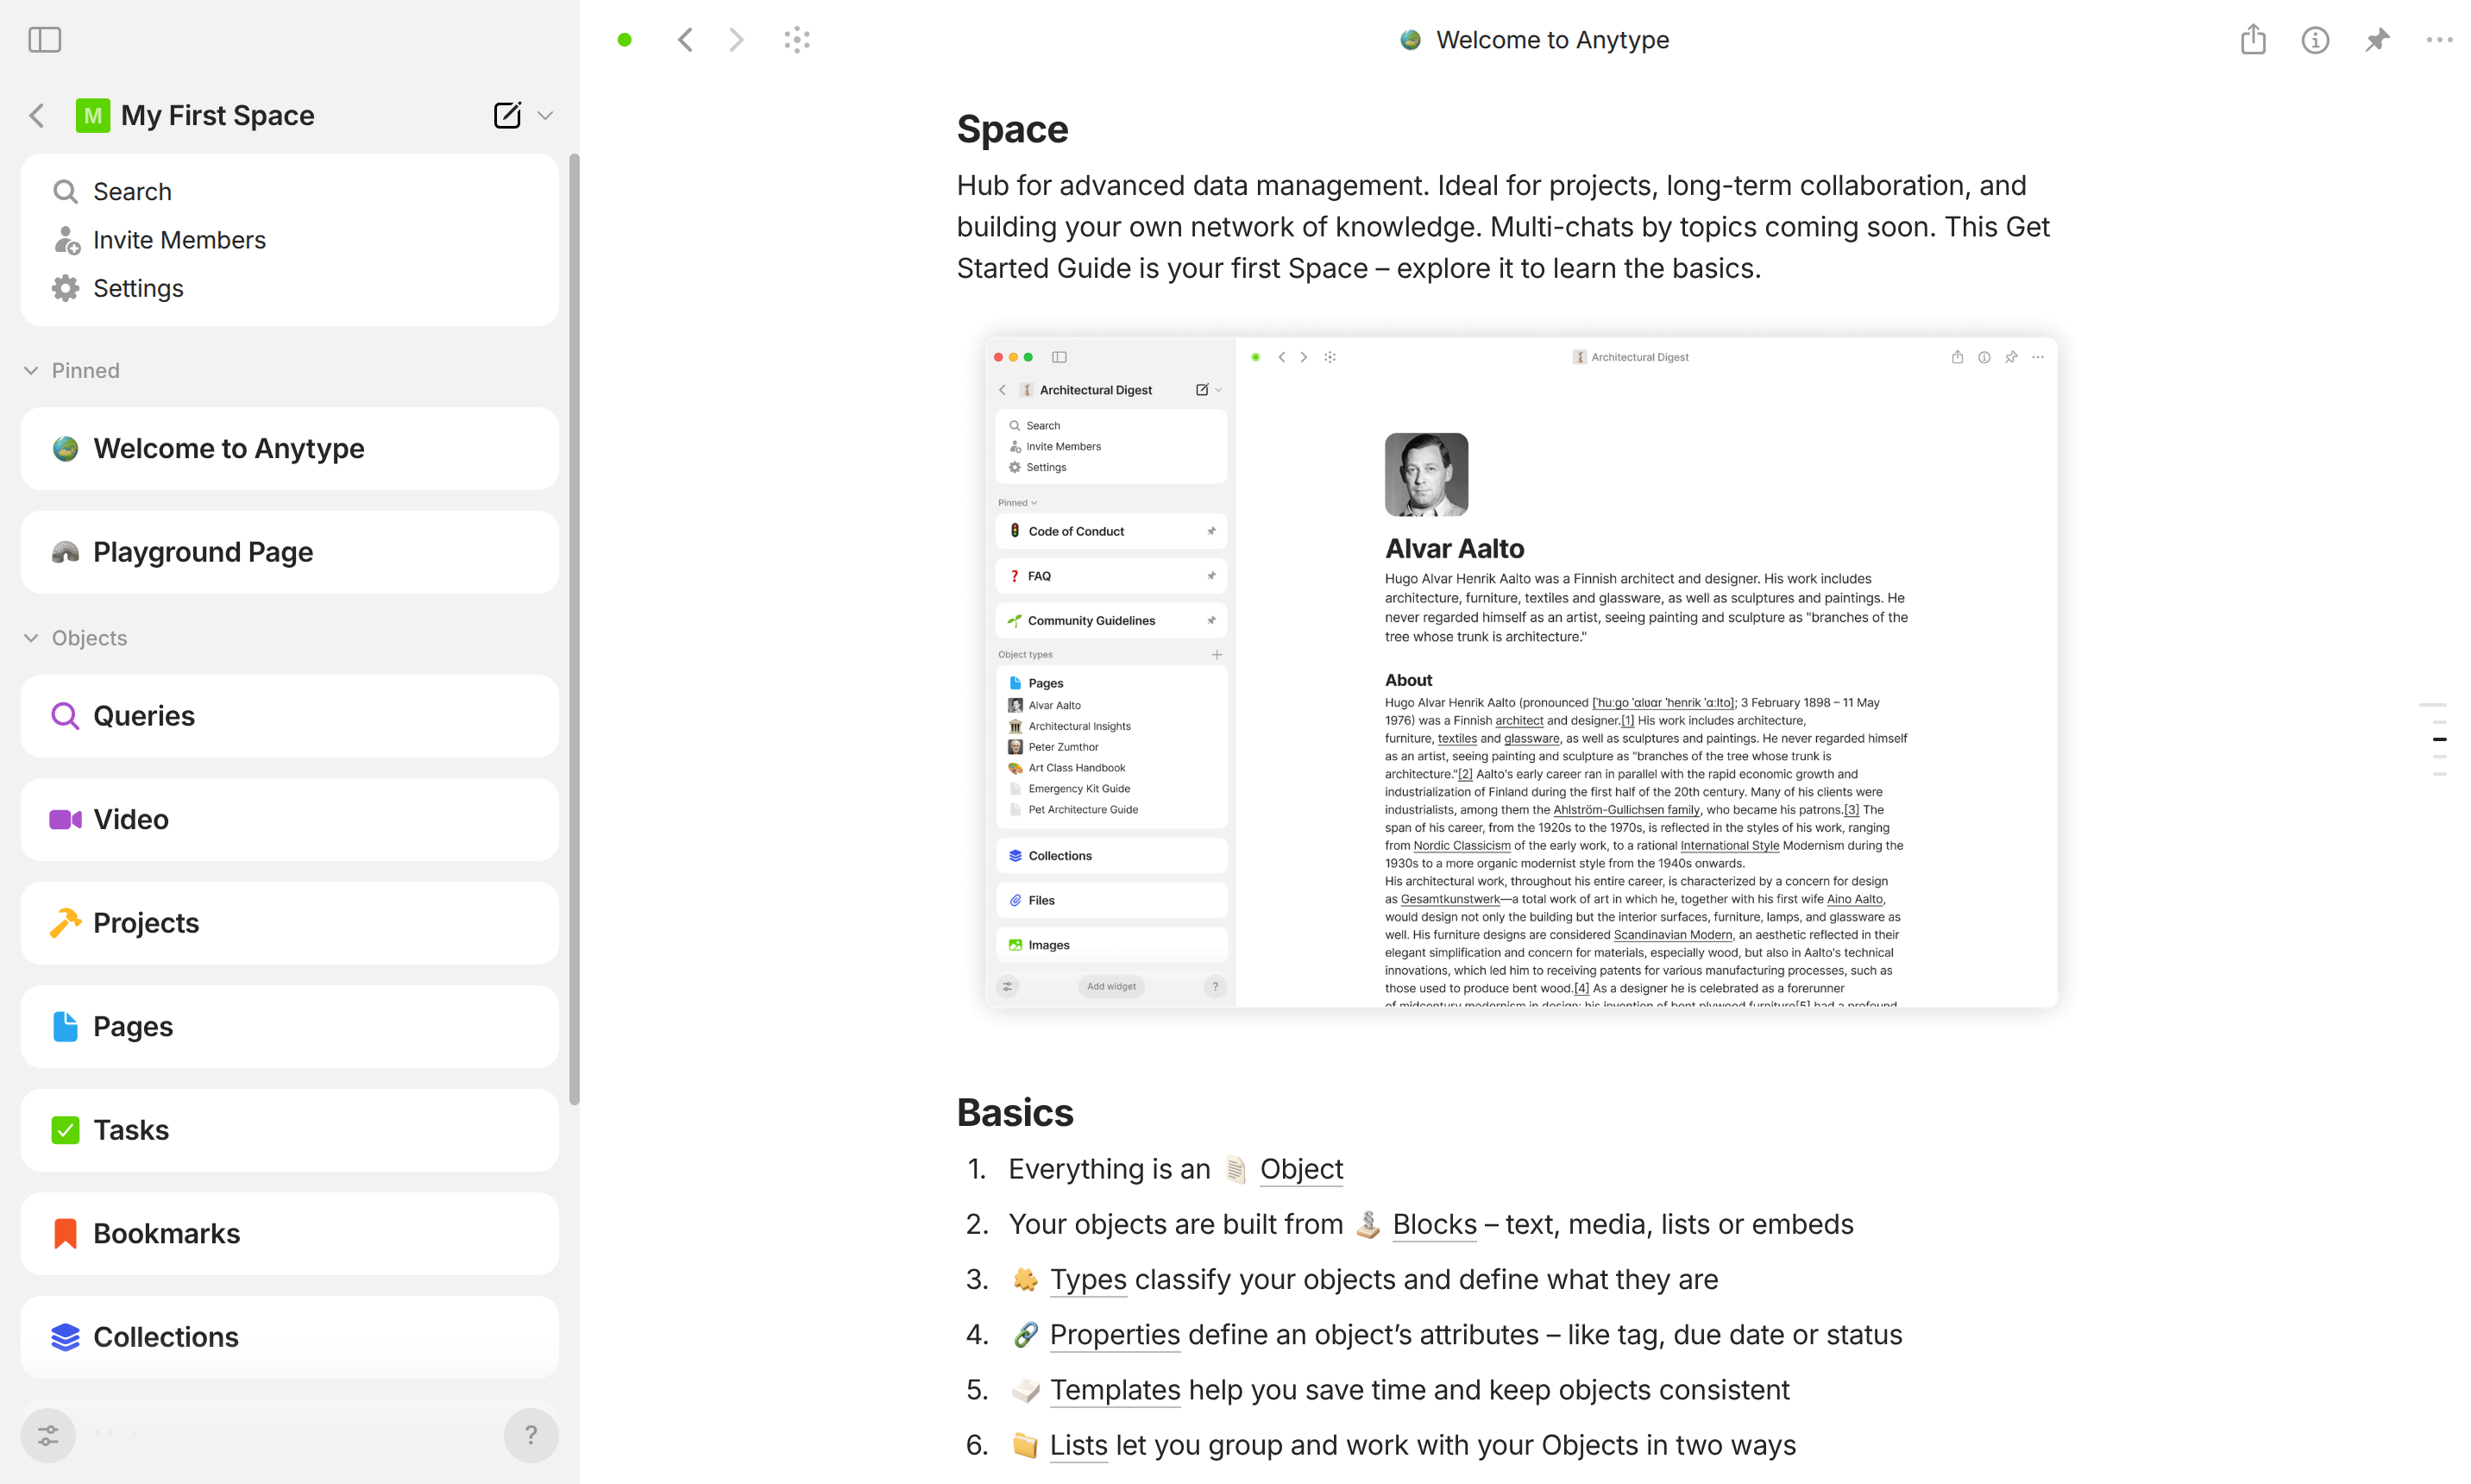 Welcome to Anytype
M My First Space
Search
Invite Members
Settings
Pinned
Welcome to Anytype
Playground Page
Objects
Queries
Video
Projects
Pages
Tasks
Bookmarks
Collections
?
Space
Hub for advanced data management. Ideal for projects, long-term collaboration, and
building your own network of knowledge. Multi-chats by topics coming soon. This Get
Started Guide is your first Space – explore it to learn the basics.
Architectural Digest
Architectural Digest
Search
Invite Members
Settings
Pinned
Code of Conduct
FAQ
Community Guidelines
Object types
Pages
Alvar Aalto
Architectural Insights
Peter Zumthor
Art Class Handbook
Emergency Kit Guide
Pet Architecture Guide
Collections
Files
Images
Add widget
?
Alvar Aalto
Hugo Alvar Henrik Aalto was a Finnish architect and designer. His work includes
architecture, furniture, textiles and glassware, as well as sculptures and paintings. He
never regarded himself as an artist, seeing painting and sculpture as "branches of the
tree whose trunk is architecture."
About
Hugo Alvar Henrik Aalto (pronounced [ˈhuːɡo ˈɑlʋɑr ˈhenrik ˈɑːlto]; 3 February 1898 – 11 May
1976) was a Finnish architect and designer.[1] His work includes architecture,
furniture, textiles and glassware, as well as sculptures and paintings. He never regarded himself
as an artist, seeing painting and sculpture as "branches of the tree whose trunk is
architecture."[2] Aalto's early career ran in parallel with the rapid economic growth and
industrialization of Finland during the first half of the 20th century. Many of his clients were
industrialists, among them the Ahlström-Gullichsen family, who became his patrons.[3] The
span of his career, from the 1920s to the 1970s, is reflected in the styles of his work, ranging
from Nordic Classicism of the early work, to a rational International Style Modernism during the
1930s to a more organic modernist style from the 1940s onwards.
His architectural work, throughout his entire career, is characterized by a concern for design
as Gesamtkunstwerk—a total work of art in which he, together with his first wife Aino Aalto,
would design not only the building but the interior surfaces, furniture, lamps, and glassware as
well. His furniture designs are considered Scandinavian Modern, an aesthetic reflected in their
elegant simplification and concern for materials, especially wood, but also in Aalto's technical
innovations, which led him to receiving patents for various manufacturing processes, such as
those used to produce bent wood.[4] As a designer he is celebrated as a forerunner
of midcentury modernism in design; his invention of bent plywood furniture[5] had a profound
Basics
1. Everything is an Object
2. Your objects are built from Blocks – text, media, lists or embeds
3. Types classify your objects and define what they are
4. Properties define an object’s attributes – like tag, due date or status
5. Templates help you save time and keep objects consistent
6. Lists let you group and work with your Objects in two ways